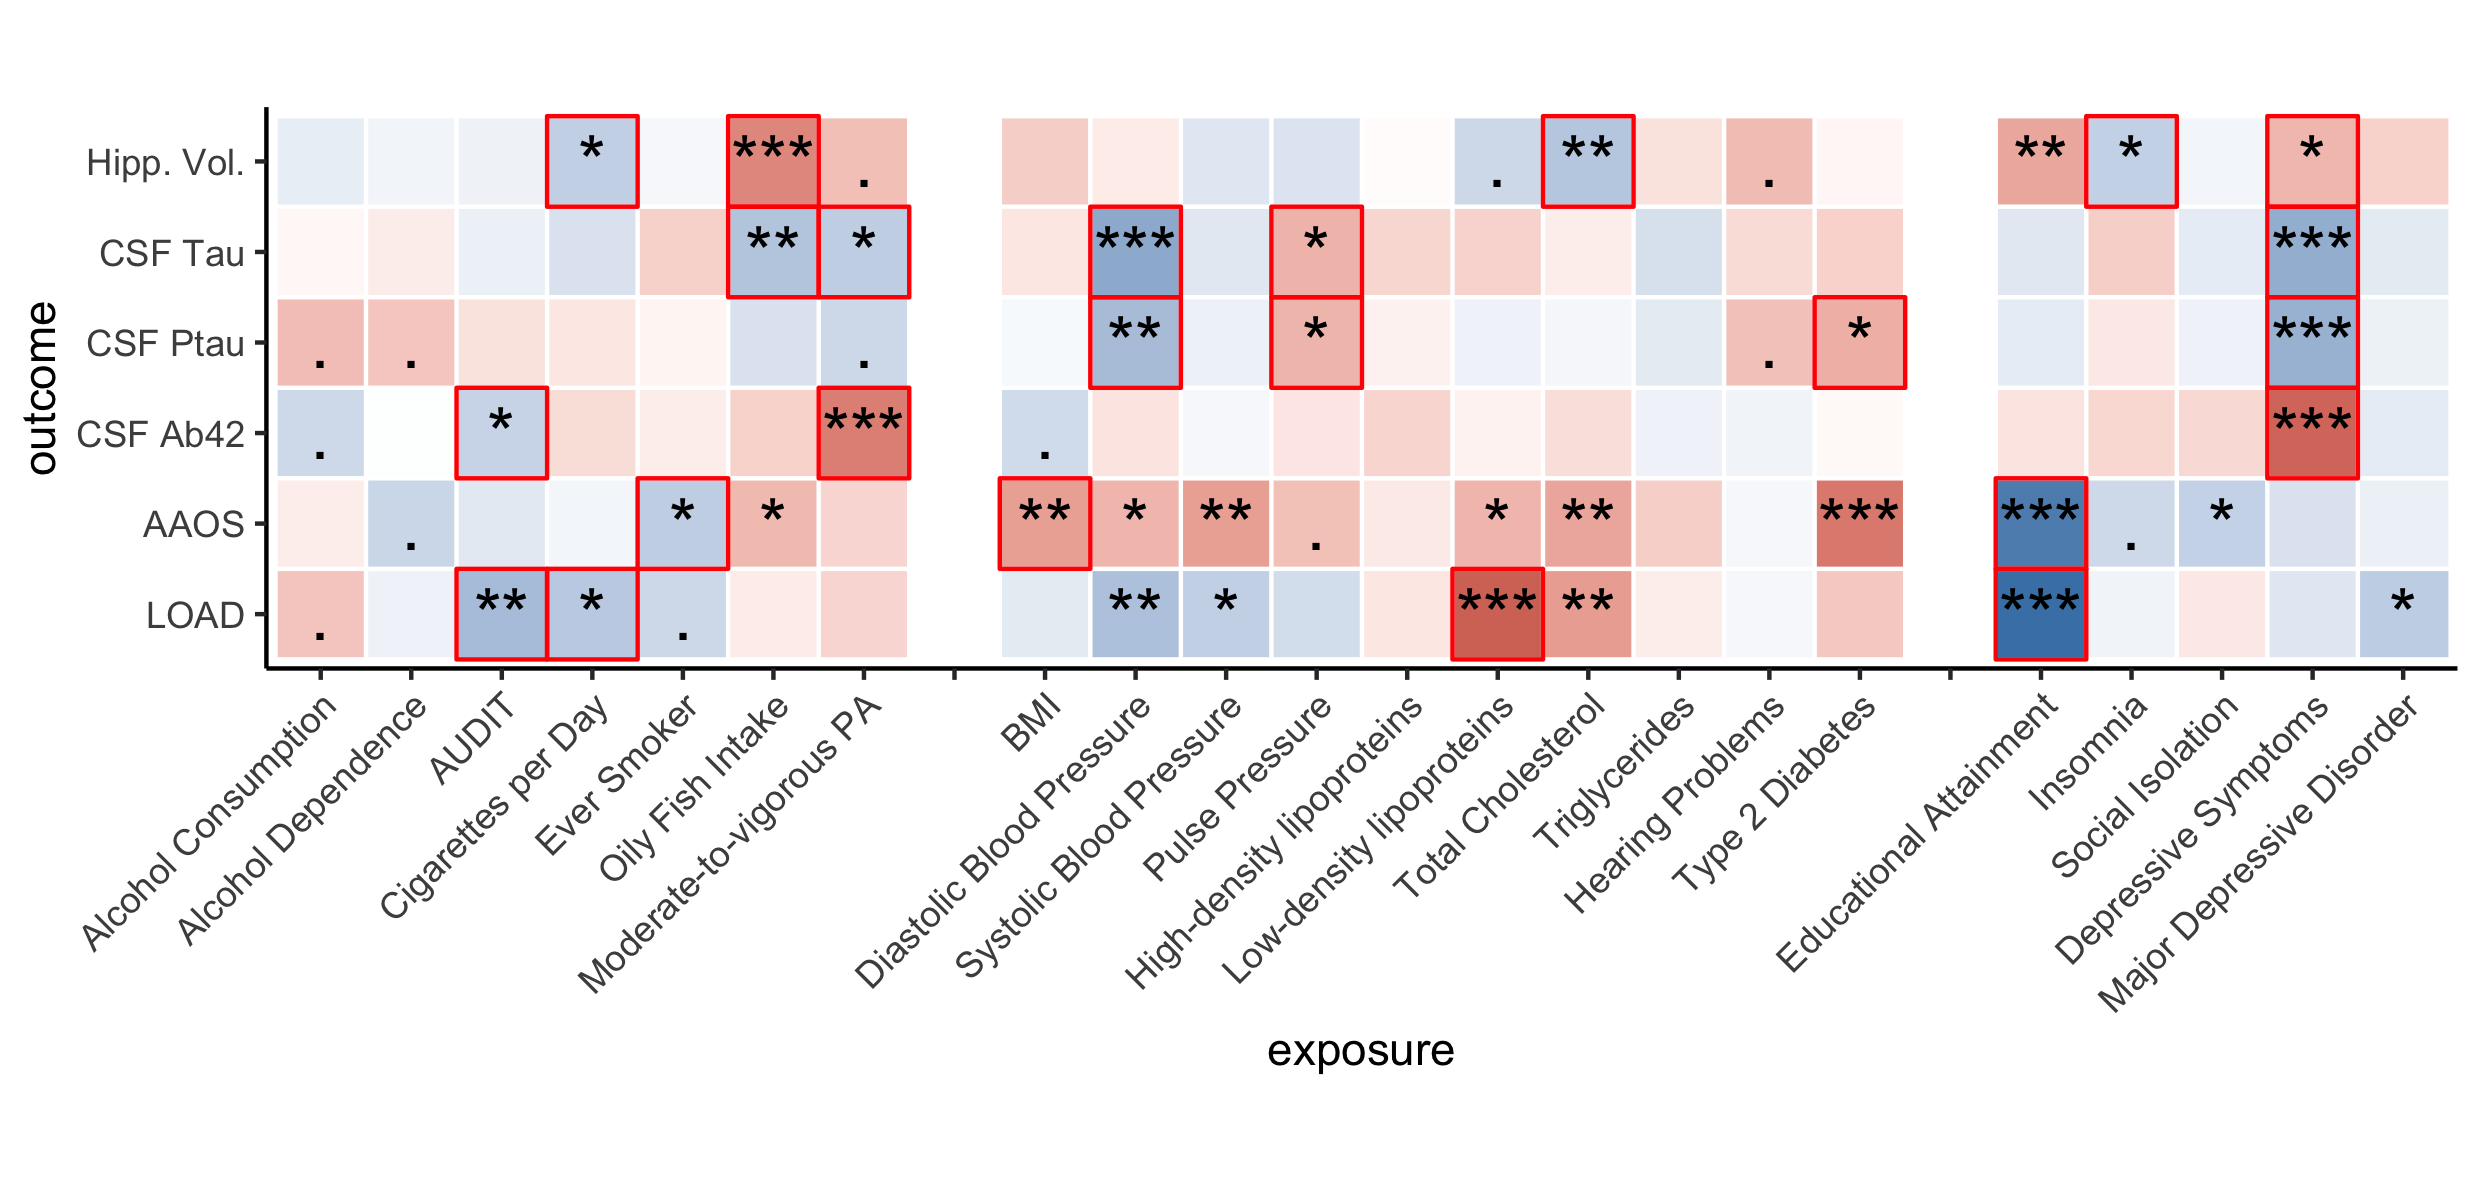 Hipp. Vol. * *** . . ** . ** * *
CSF Tau ** * *** * ***
CSF Ptau . . . ** * . * ***
CSF Ab42 . * *** . ***
AAOS . * * ** * ** . * ** *** *** . *
LOAD . ** * . ** * *** ** *** *
outcome
Alcohol Consumption
Alcohol Dependence
AUDIT
Cigarettes per Day
Ever Smoker
Oily Fish Intake
Moderate-to-vigorous PA
BMI
Diastolic Blood Pressure
Systolic Blood Pressure
Pulse Pressure
High-density lipoproteins
Low-density lipoproteins
Total Cholesterol
Triglycerides
Hearing Problems
Type 2 Diabetes
Educational Attainment
Insomnia
Social Isolation
Depressive Symptoms
Major Depressive Disorder
exposure